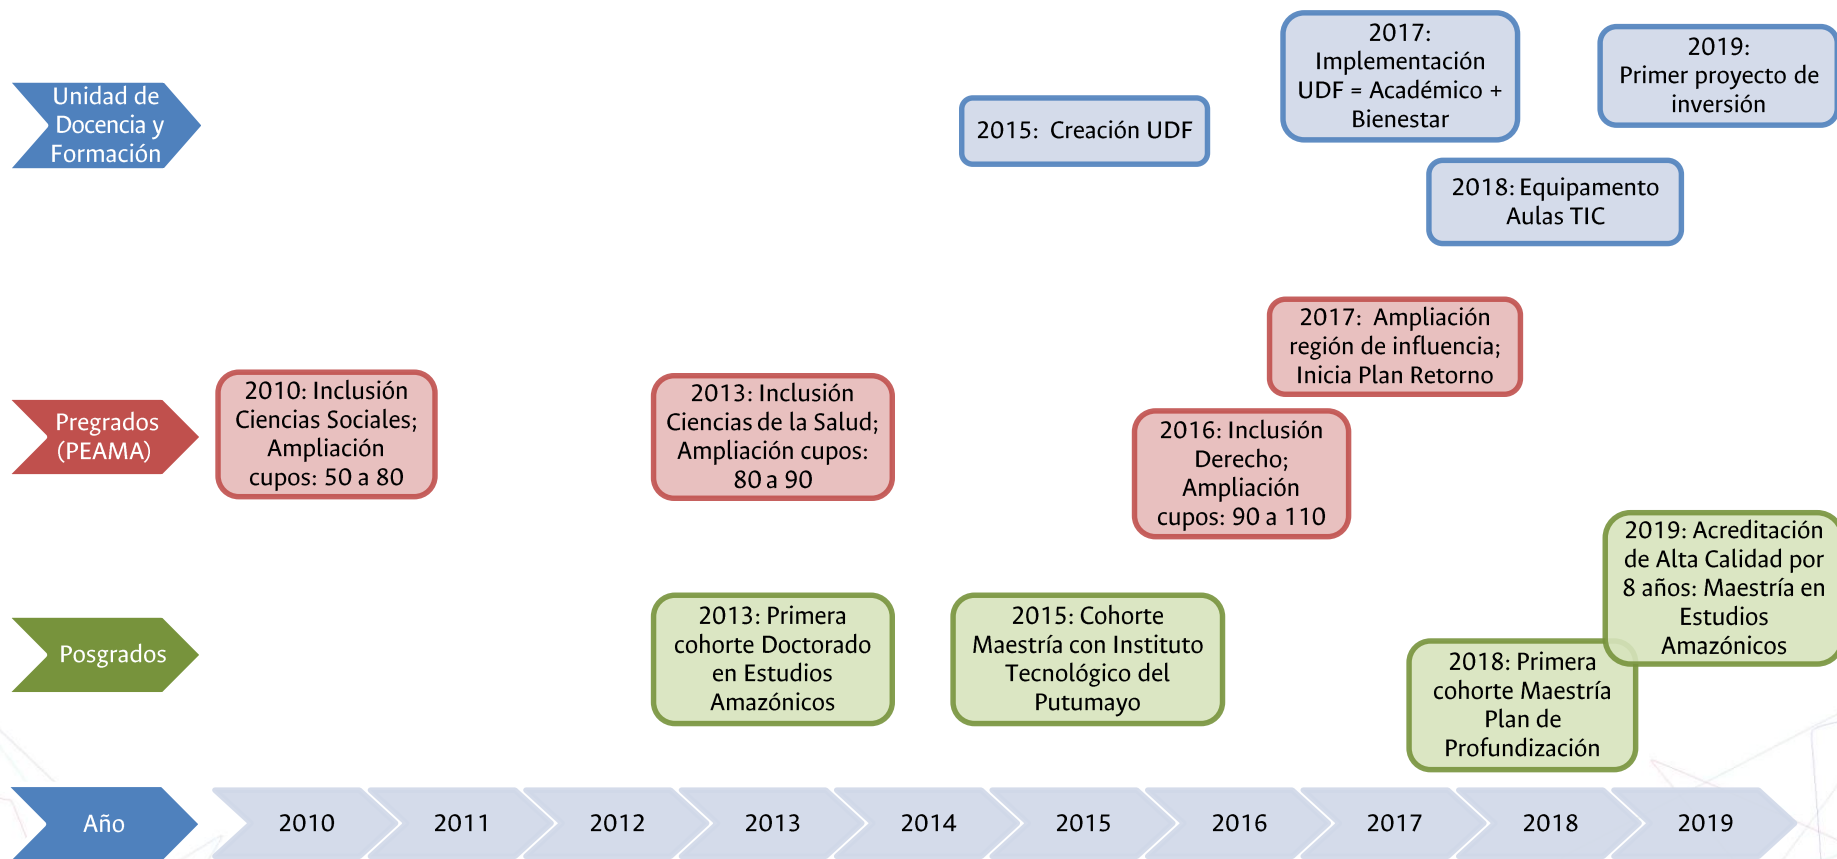 Unidad de
Docencia y
Formación
2015: Creación UDF
2017:
Implementación
UDF = Académico +
Bienestar
2018: Equipamento
Aulas TIC
2019:
Primer proyecto de
inversión
Pregrados
(PEAMA)
2010: Inclusión
Ciencias Sociales;
Ampliación
cupos: 50 a 80
2013: Inclusión
Ciencias de la Salud;
Ampliación cupos:
80 a 90
2016: Inclusión
Derecho;
Ampliación
cupos: 90 a 110
2017: Ampliación
región de influencia;
Inicia Plan Retorno
Posgrados
2013: Primera
cohorte Doctorado
en Estudios
Amazónicos
2015: Cohorte
Maestría con Instituto
Tecnológico del
Putumayo
2018: Primera
cohorte Maestría
Plan de
Profundización
2019: Acreditación
de Alta Calidad por
8 años: Maestría en
Estudios
Amazónicos
Año
2010
2011
2012
2013
2014
2015
2016
2017
2018
2019